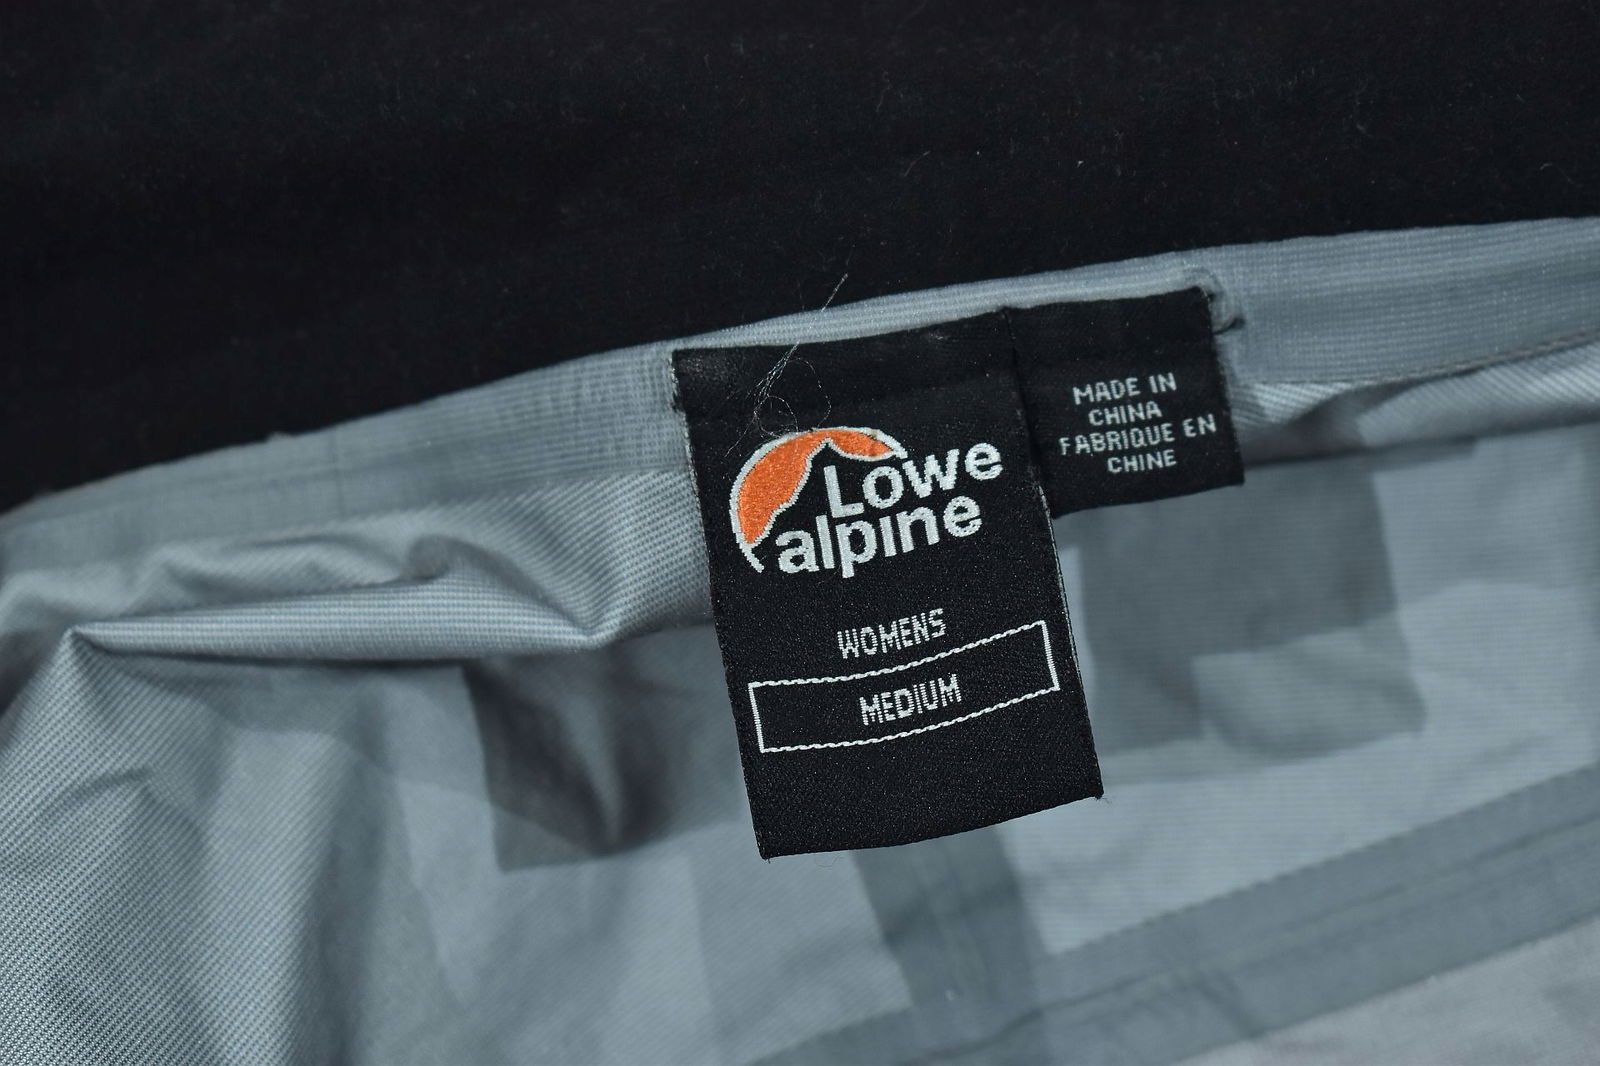 Lowe
alpine
WOMENS
MEDIUM
MADE IN
CHINA
FABRIQUE EN
CHINE